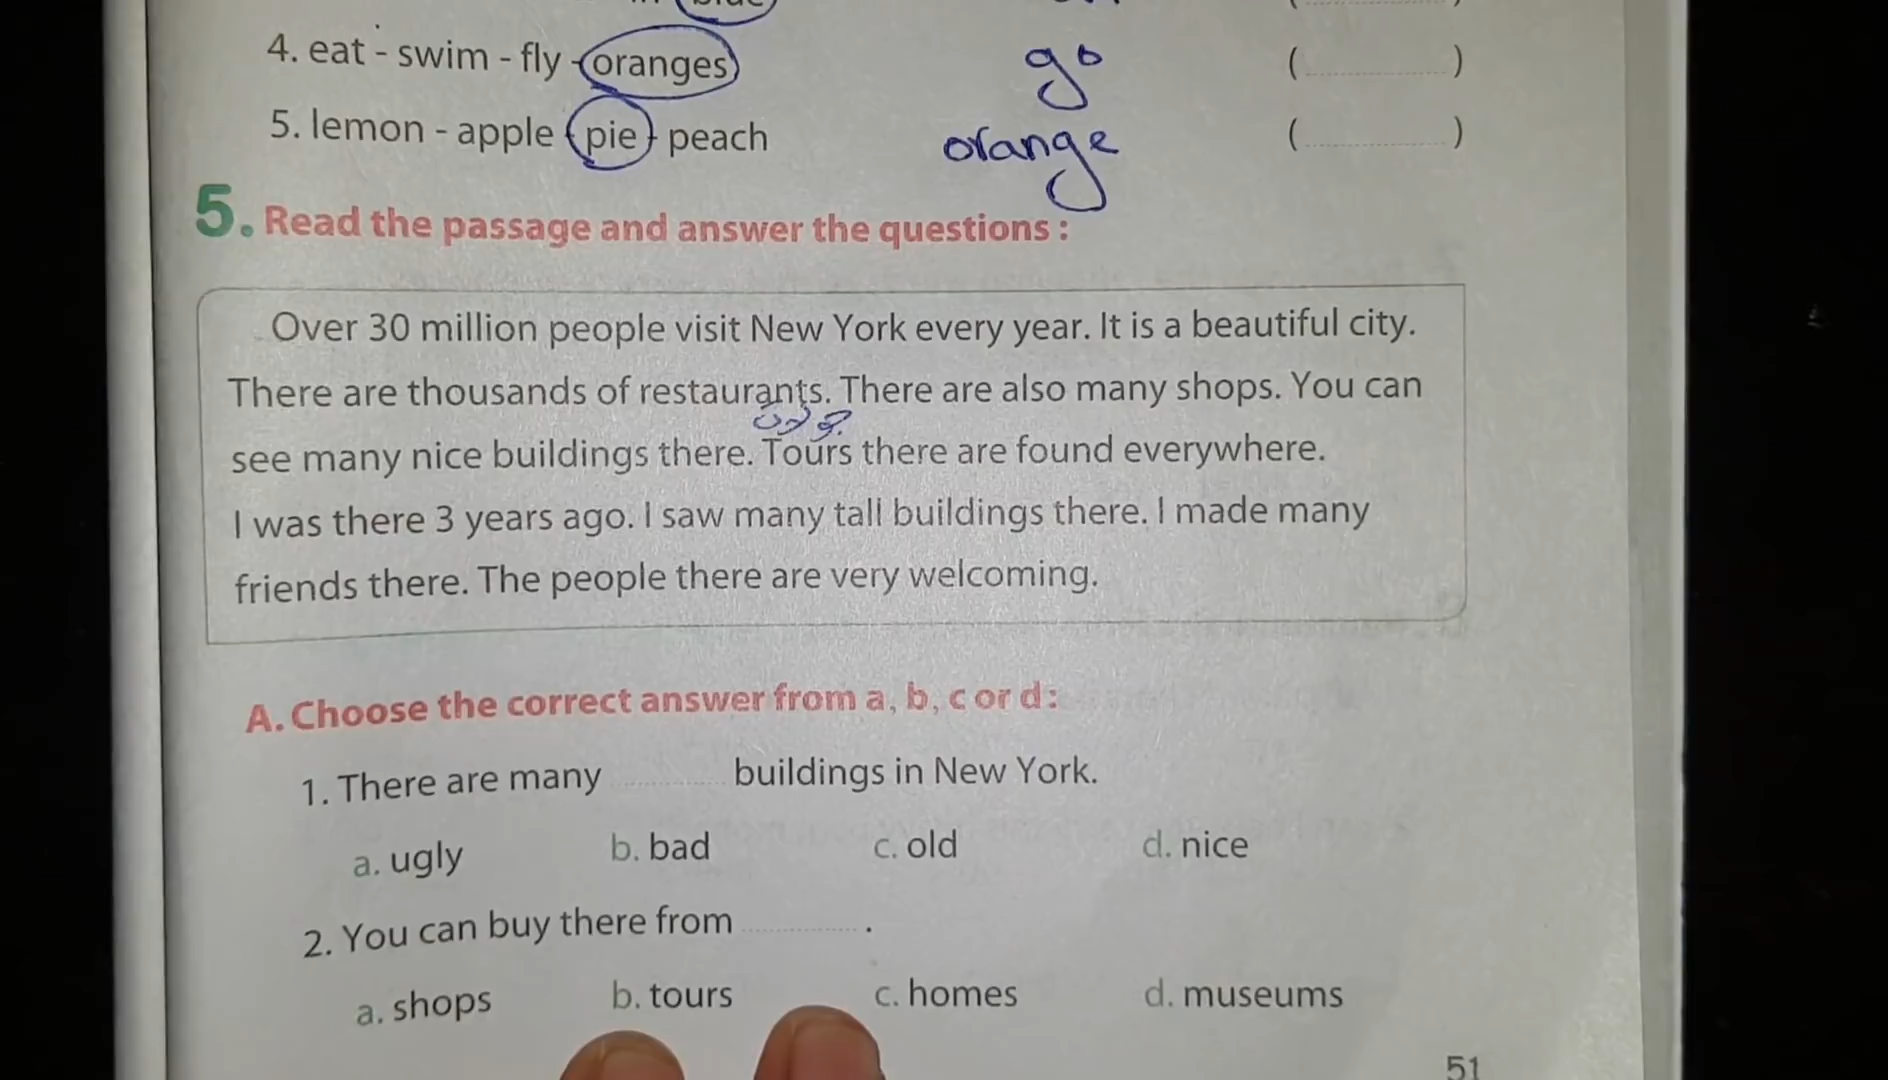 4. eat - swim - fly - oranges go (............)
5. lemon - apple - pie - peach orange (............)
5. Read the passage and answer the questions :
Over 30 million people visit New York every year. It is a beautiful city.
There are thousands of restaurants. There are also many shops. You can
see many nice buildings there. Tours there are found everywhere.
I was there 3 years ago. I saw many tall buildings there. I made many
friends there. The people there are very welcoming.
A. Choose the correct answer from a, b, c or d :
1. There are many ............ buildings in New York.
a. ugly b. bad c. old d. nice
2. You can buy there from ............ .
a. shops b. tours c. homes d. museums
51